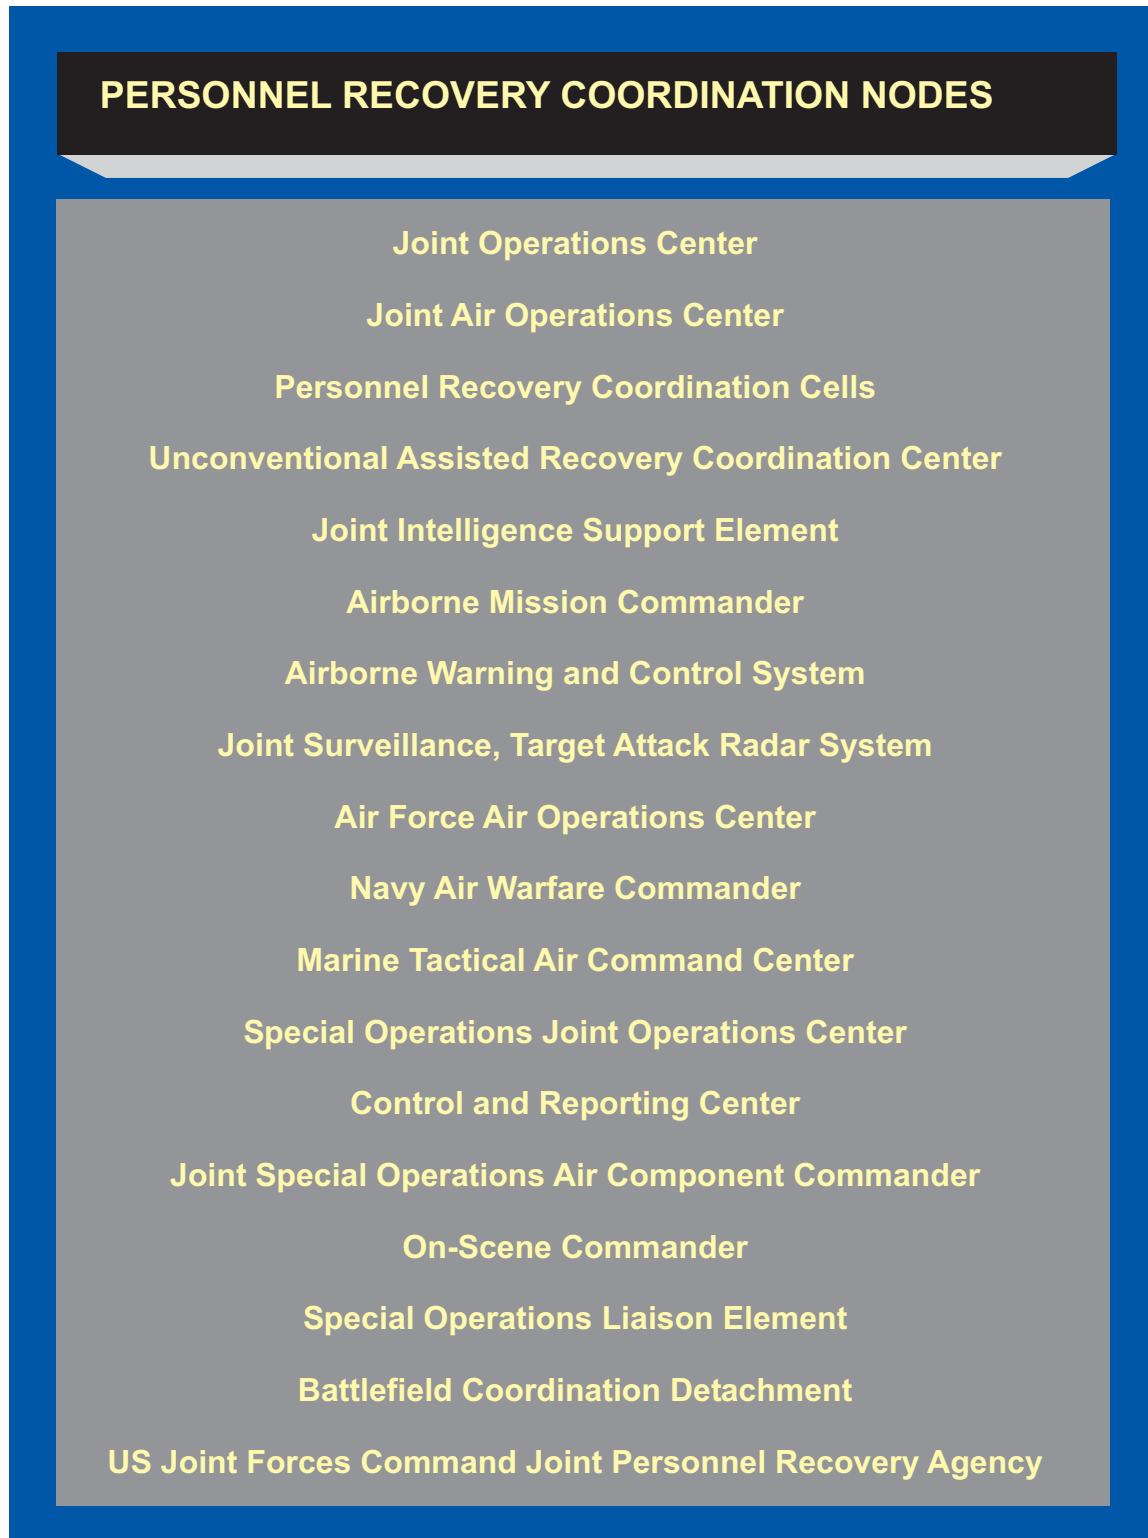 PERSONNEL RECOVERY COORDINATION NODES
Joint Operations Center
Joint Air Operations Center
Personnel Recovery Coordination Cells
Unconventional Assisted Recovery Coordination Center
Joint Intelligence Support Element
Airborne Mission Commander
Airborne Warning and Control System
Joint Surveillance, Target Attack Radar System
Air Force Air Operations Center
Navy Air Warfare Commander
Marine Tactical Air Command Center
Special Operations Joint Operations Center
Control and Reporting Center
Joint Special Operations Air Component Commander
On-Scene Commander
Special Operations Liaison Element
Battlefield Coordination Detachment
US Joint Forces Command Joint Personnel Recovery Agency